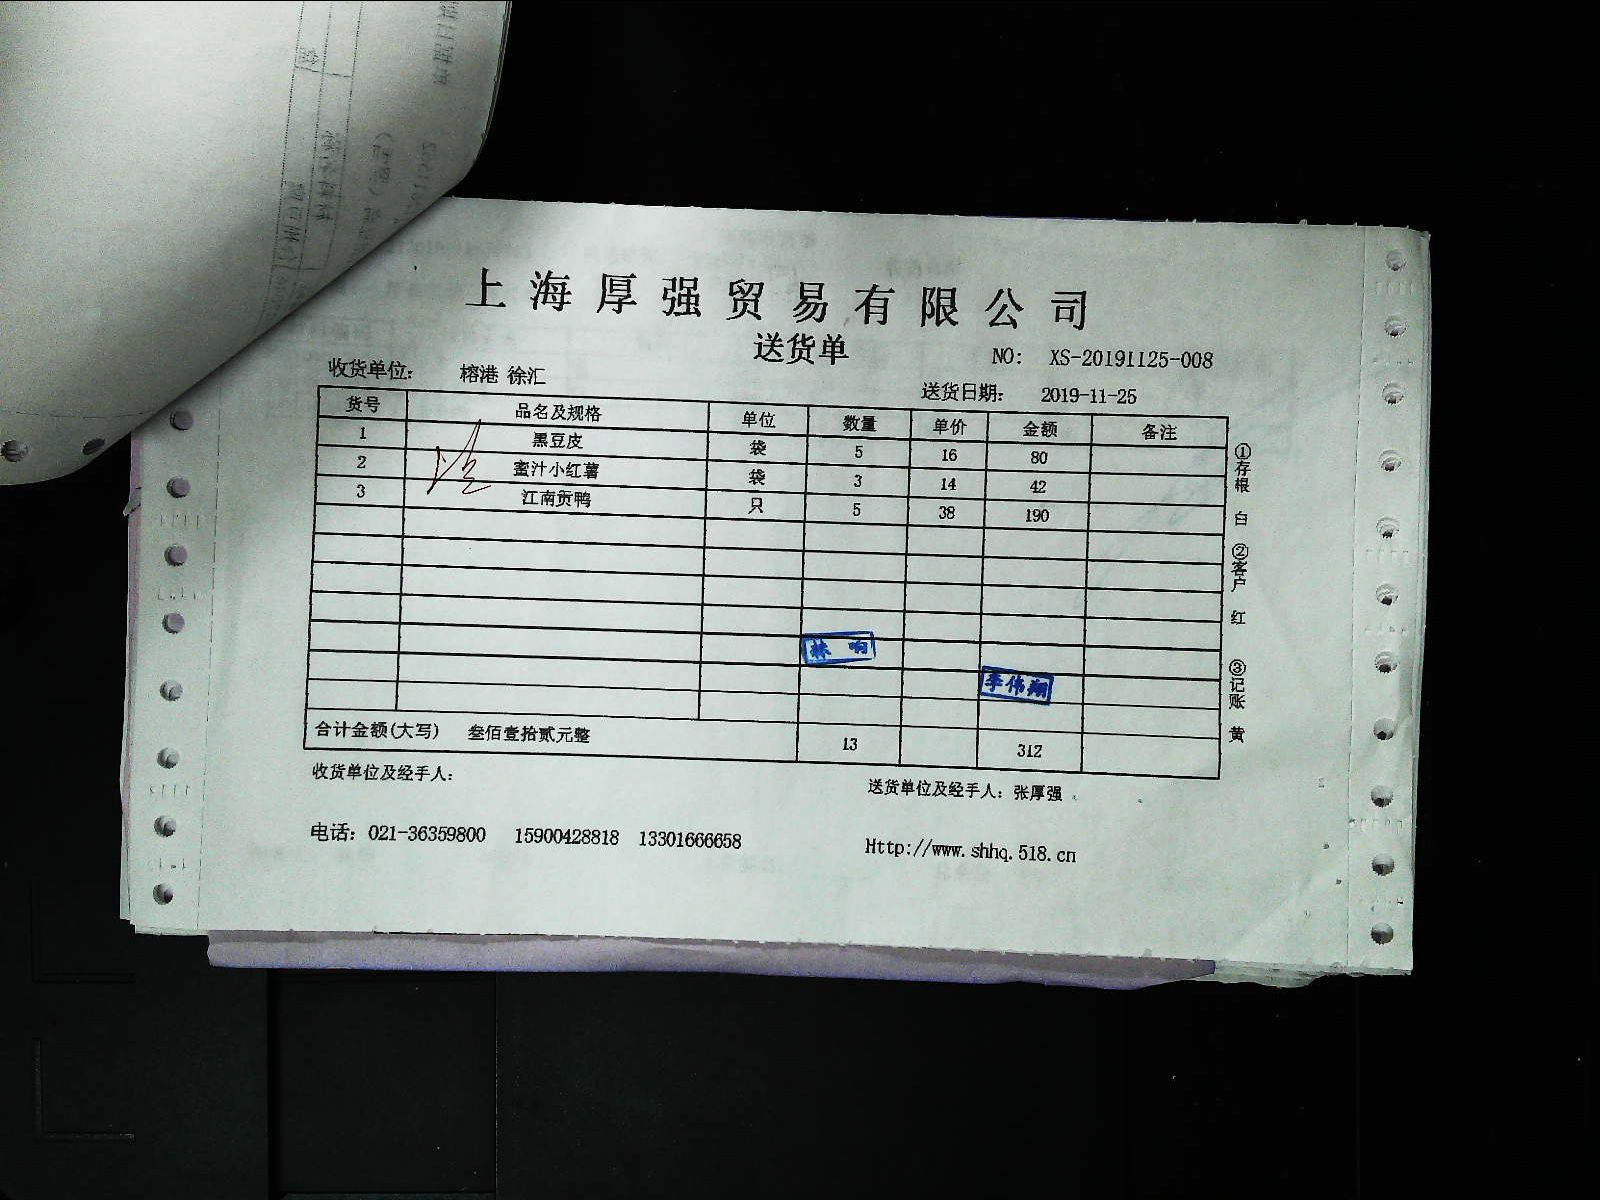 上海厚强贸易有限公司
送货单
NO: XS-20191125-008
收货单位: 榕港 徐汇
送货日期: 2019-11-25
货号 品名及规格 单位 数量 单价 金额 备注
1 黑豆皮 袋 5 16 80
2 蜜汁小红薯 袋 3 14 42
3 江南贡鸭 只 5 38 190
李伟翔
合计金额(大写) 叁佰壹拾贰元整 13 312
①存根 白 ②客户 红 ③记账 黄
收货单位及经手人:
送货单位及经手人: 张厚强
电话: 021-36359800 15900428818 13301666658
Http://www.shhq.518.cn